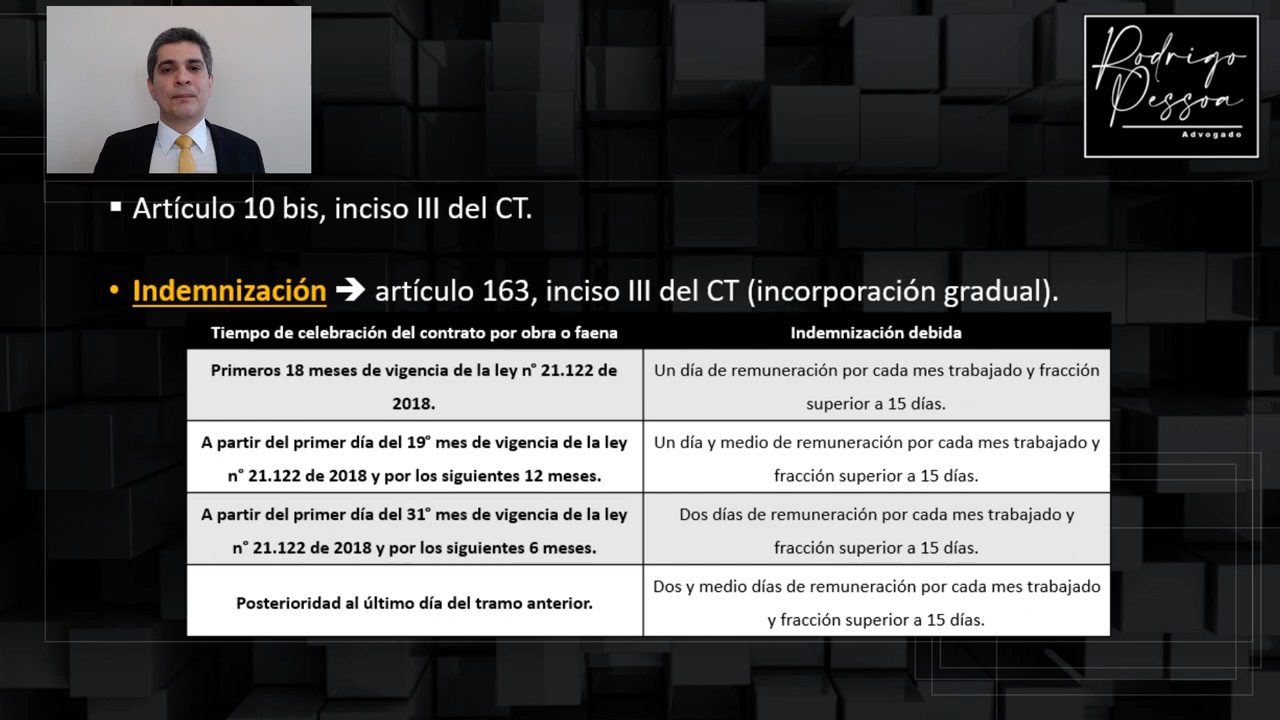 Rodrigo
Pessoa
Advogado
▪ Artículo 10 bis, inciso III del CT.
• Indemnización ➔ artículo 163, inciso III del CT (incorporación gradual).
Tiempo de celebración del contrato por obra o faena
Indemnización debida
Primeros 18 meses de vigencia de la ley n° 21.122 de
2018.
Un día de remuneración por cada mes trabajado y fracción
superior a 15 días.
A partir del primer día del 19° mes de vigencia de la ley
n° 21.122 de 2018 y por los siguientes 12 meses.
Un día y medio de remuneración por cada mes trabajado y
fracción superior a 15 días.
A partir del primer día del 31° mes de vigencia de la ley
n° 21.122 de 2018 y por los siguientes 6 meses.
Dos días de remuneración por cada mes trabajado y
fracción superior a 15 días.
Posterioridad al último día del tramo anterior.
Dos y medio días de remuneración por cada mes trabajado
y fracción superior a 15 días.